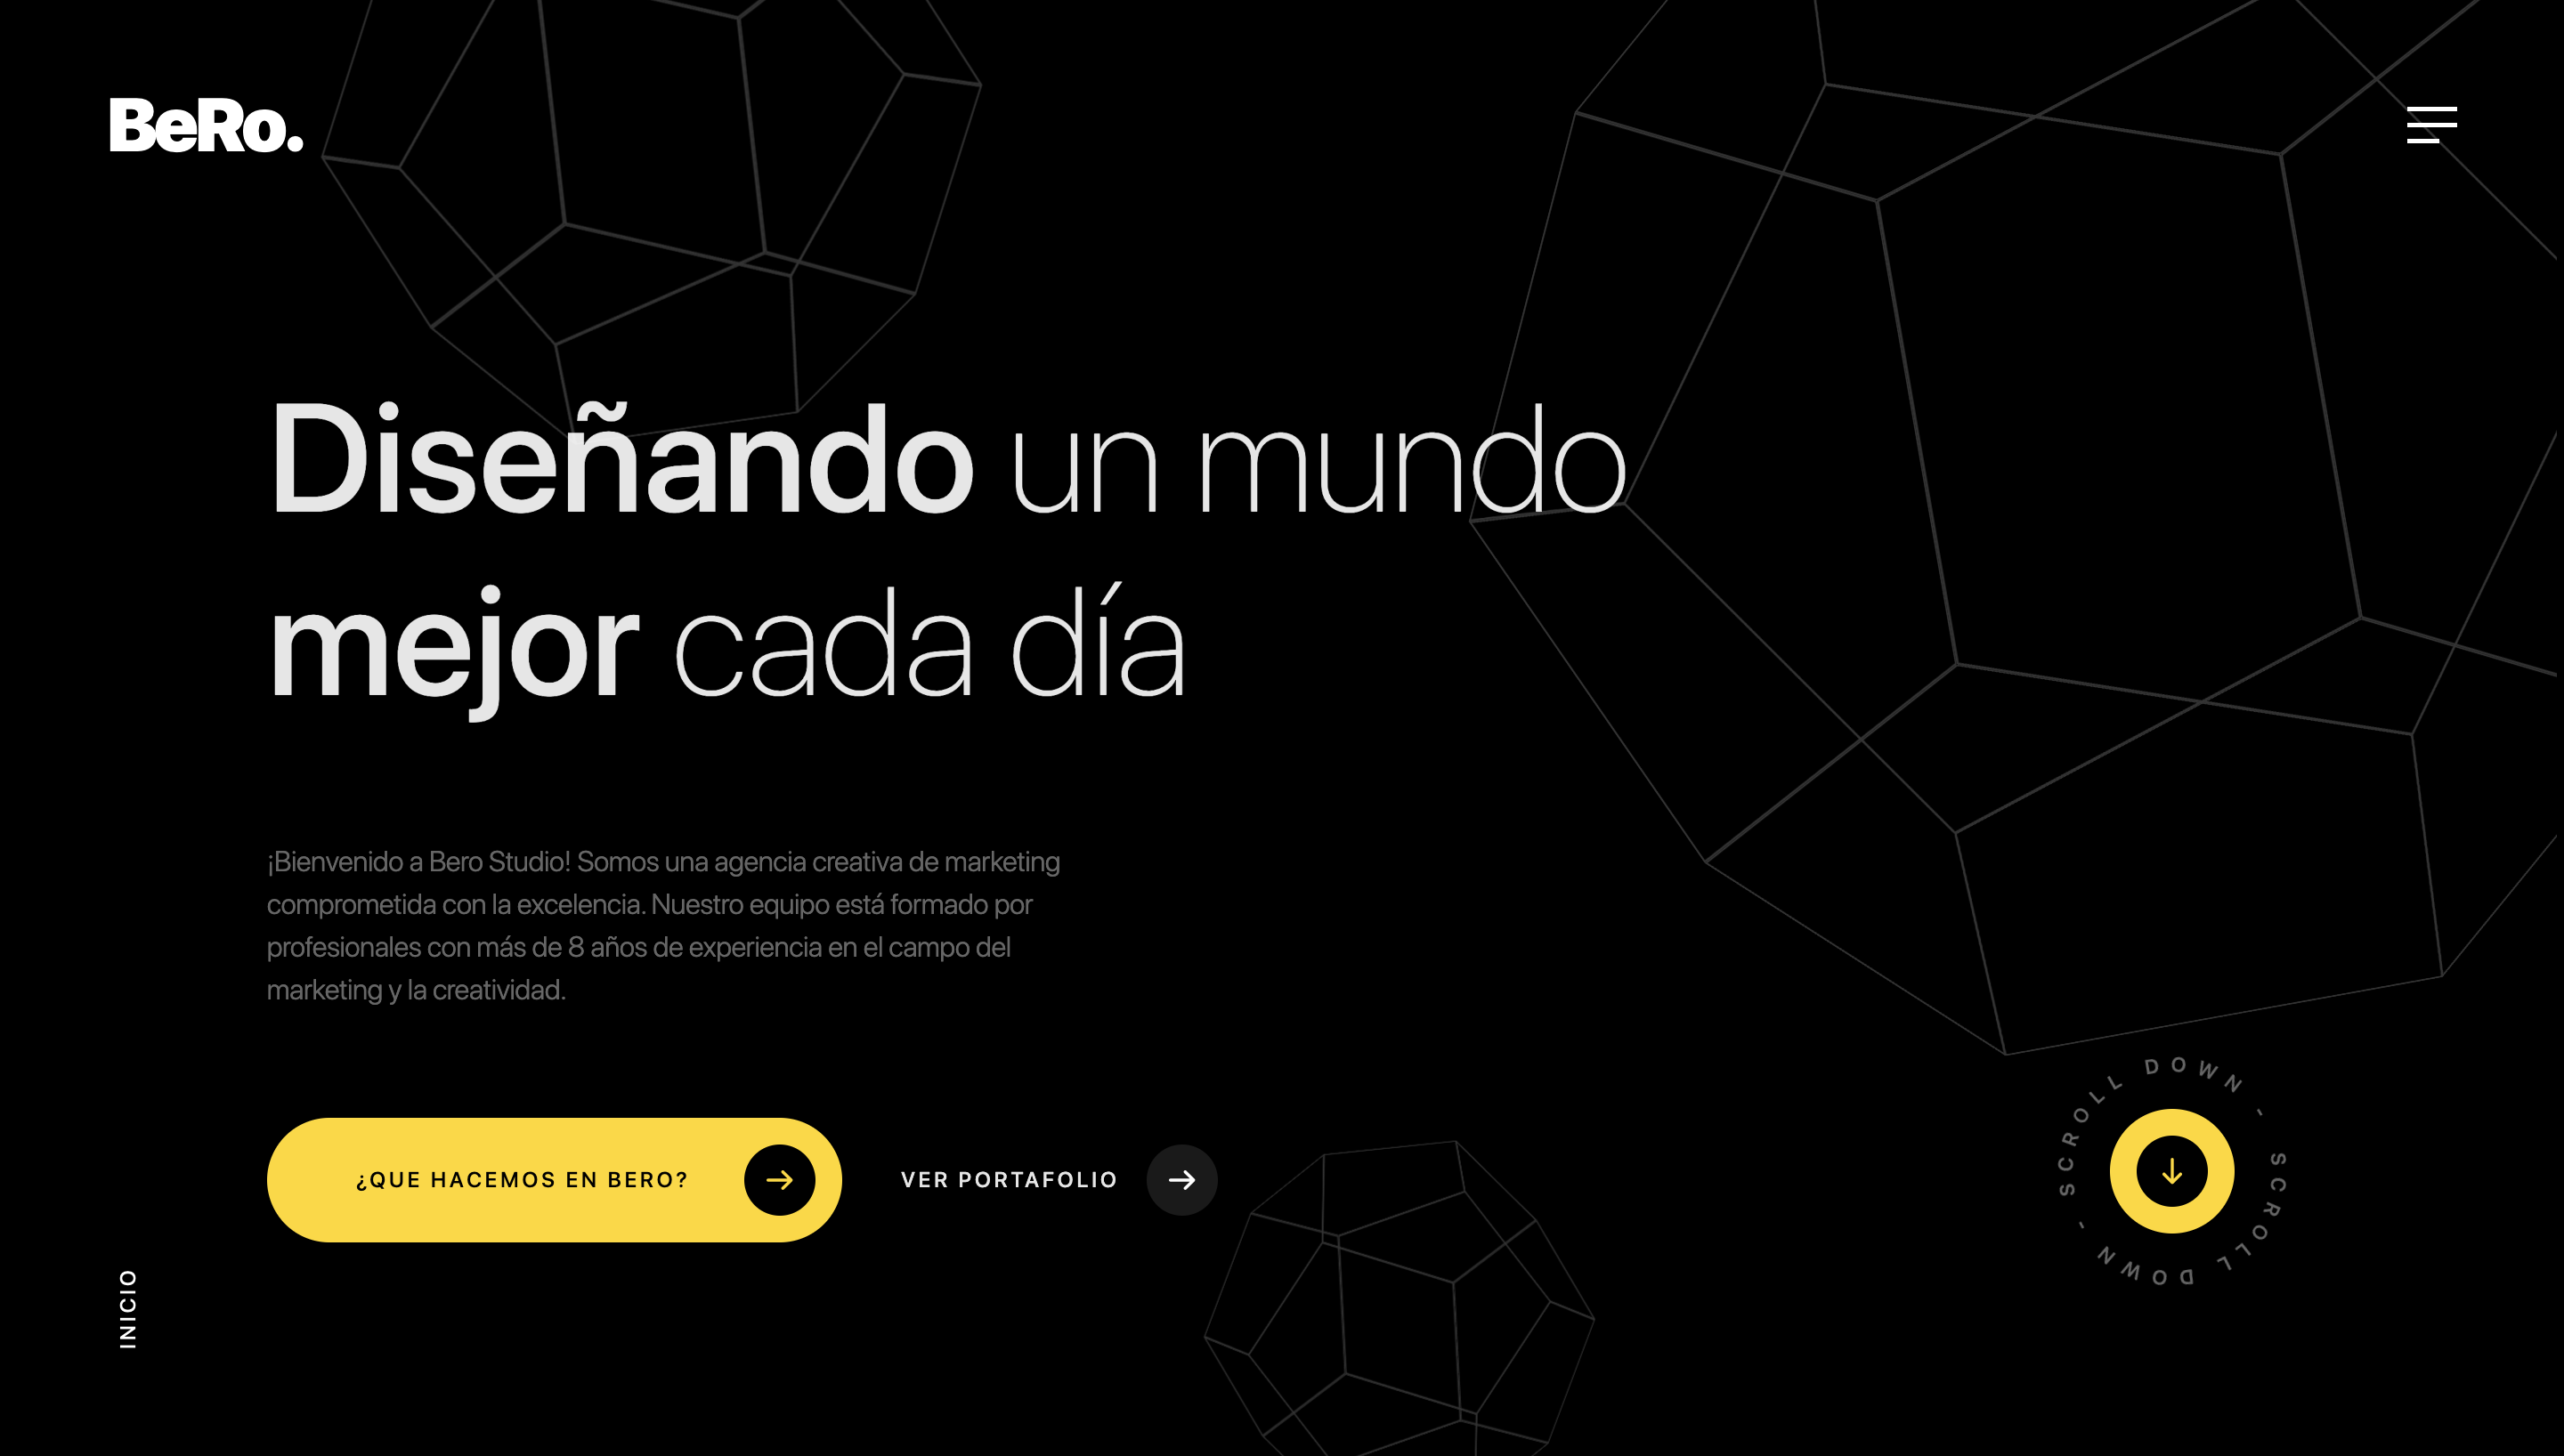 BeRo.
Diseñando un mundo
mejor cada día
¡Bienvenido a Bero Studio! Somos una agencia creativa de marketing
comprometida con la excelencia. Nuestro equipo está formado por
profesionales con más de 8 años de experiencia en el campo del
marketing y la creatividad.
¿QUE HACEMOS EN BERO?
VER PORTAFOLIO
SCROLL DOWN - SCROLL DOWN -
INICIO